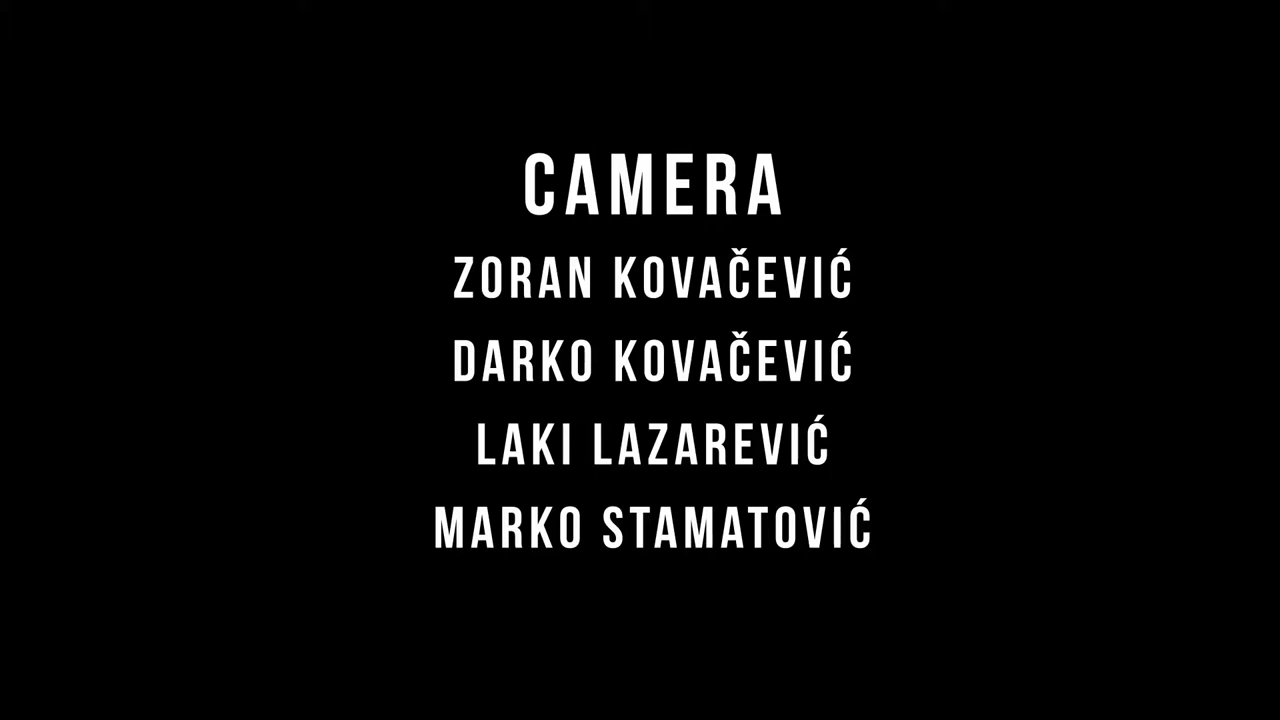 CAMERA
ZORAN KOVAČEVIĆ
DARKO KOVAČEVIĆ
LAKI LAZAREVIĆ
MARKO STAMATOVIĆ